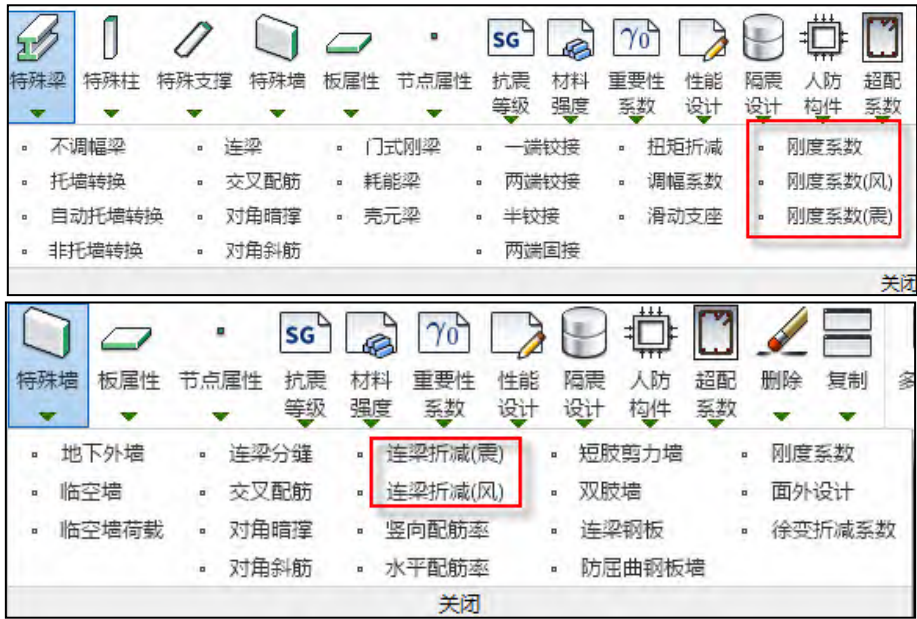 SG γ0
特殊梁 特殊柱 特殊支撑 特殊墙 板属性 节点属性 抗震 材料 重要性 性能 隔震 人防 超配
等级 强度 系数 设计 设计 构件 系数
不调幅梁 连梁 门式刚梁 一端铰接 扭矩折减 刚度系数
托墙转换 交叉配筋 耗能梁 两端铰接 调幅系数 刚度系数(风)
自动托墙转换 对角暗撑 壳元梁 半铰接 滑动支座 刚度系数(震)
非托墙转换 对角斜筋 两端固接
关闭
SG γ0
特殊墙 板属性 节点属性 抗震 材料 重要性 性能 隔震 人防 超配 删除 复制
等级 强度 系数 设计 设计 构件 系数
地下外墙 连梁分缝 连梁折减(震) 短肢剪力墙 刚度系数
临空墙 交叉配筋 连梁折减(风) 双肢墙 面外设计
临空墙荷载 对角暗撑 竖向配筋率 连梁钢板 徐变折减系数
对角斜筋 水平配筋率 防屈曲钢板墙
关闭